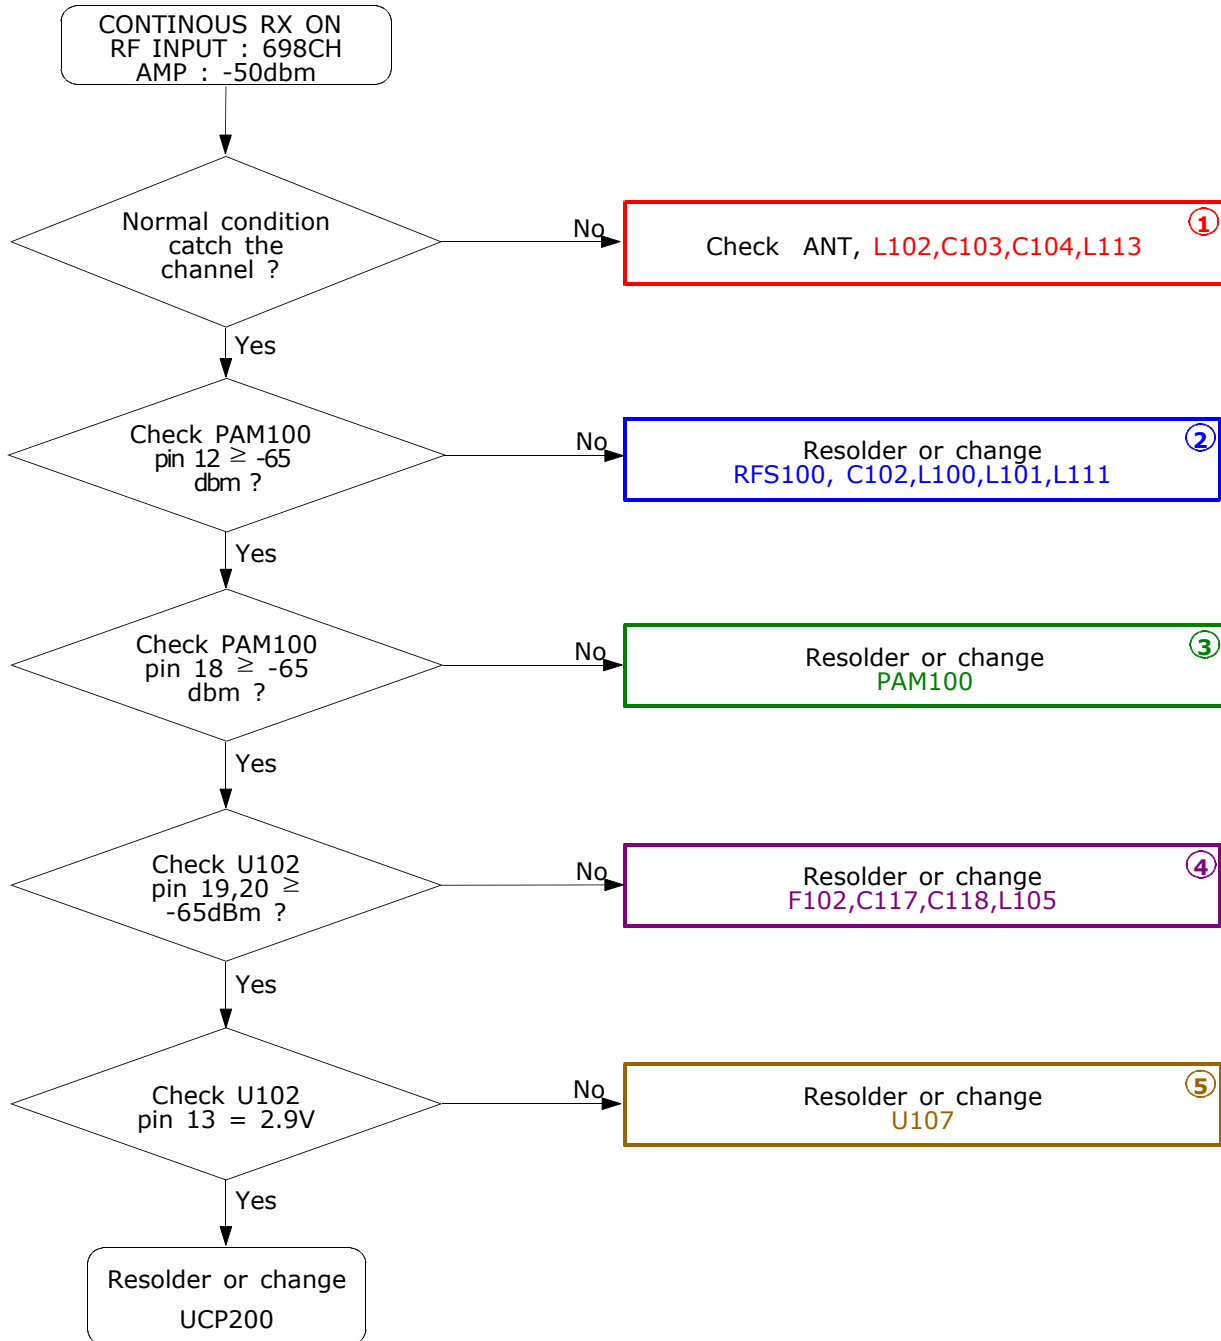 CONTINOUS RX ON
RF INPUT : 698CH
AMP : -50dbm
Normal condition
catch the
channel ?
No
①
Check ANT, L102,C103,C104,L113
Yes
Check PAM100
pin 12 ≥ -65
dbm ?
No
②
Resolder or change
RFS100, C102,L100,L101,L111
Yes
Check PAM100
pin 18 ≥ -65
dbm ?
No
③
Resolder or change
PAM100
Yes
Check U102
pin 19,20 ≥
-65dBm ?
No
④
Resolder or change
F102,C117,C118,L105
Yes
Check U102
pin 13 = 2.9V
No
⑤
Resolder or change
U107
Yes
Resolder or change
UCP200